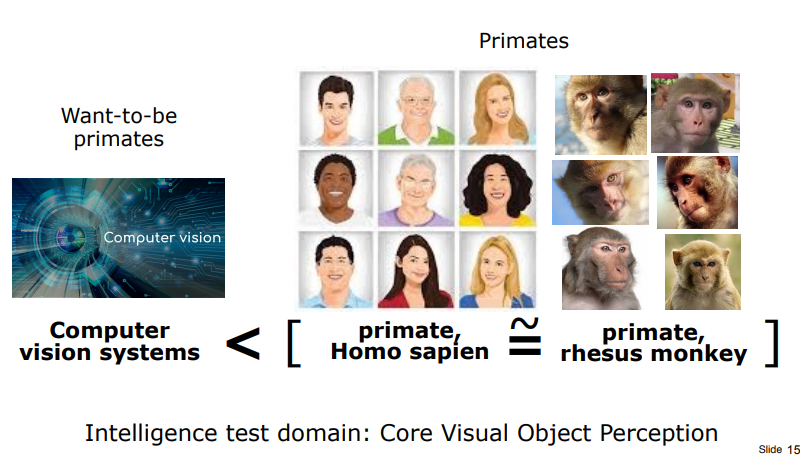 Primates
Want-to-be
primates
Computer vision
Computer
vision systems
<
[
primate,
Homo sapien
≅
primate,
rhesus monkey
]
Intelligence test domain: Core Visual Object Perception
Slide 15